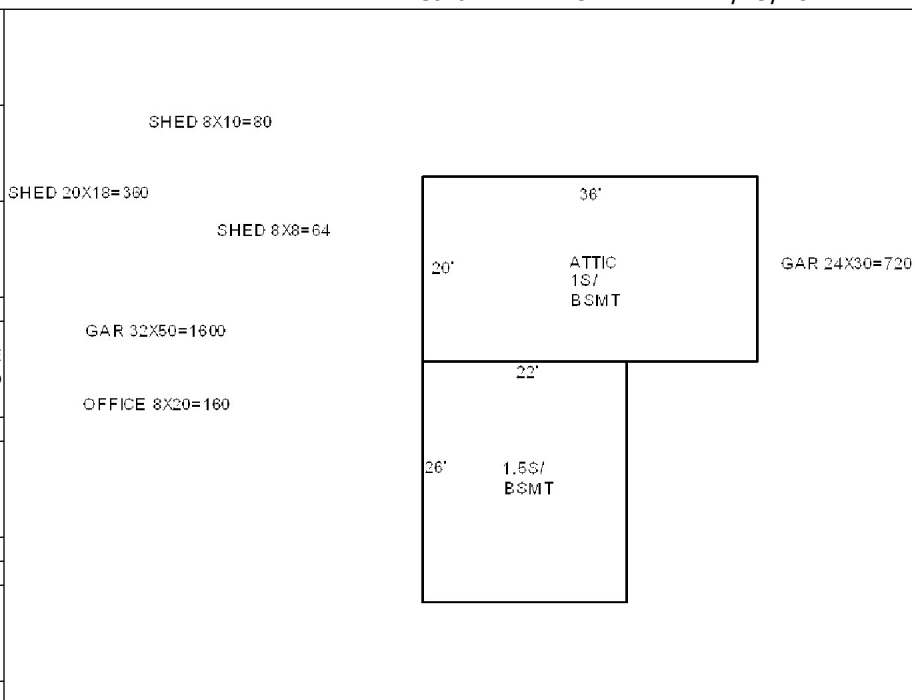 SHED 8X10=80
SHED 20X18=360
SHED 8X8=64
36'
20'
ATTIC
1S/
BSMT
GAR 24X30=720
GAR 32X50=1600
OFFICE 8X20=160
22'
26'
1.5S/
BSMT